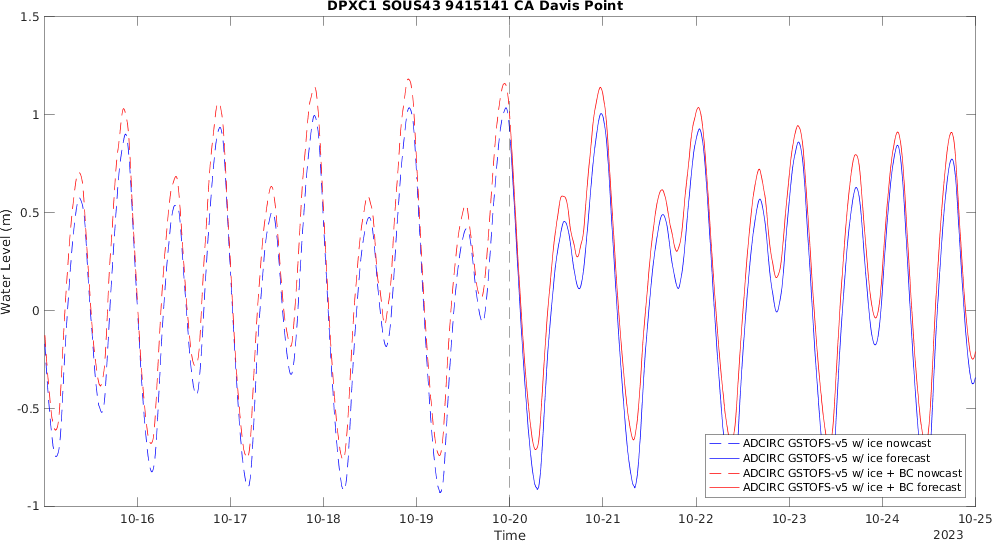 DPXC1 SOUS43 9415141 CA Davis Point
1.5
1
0.5
0
-0.5
-1
Water Level (m)
10-16
10-17
10-18
10-19
10-20
10-21
10-22
10-23
10-24
10-25
Time
2023
ADCIRC GSTOFS-v5 w/ ice nowcast
ADCIRC GSTOFS-v5 w/ ice forecast
ADCIRC GSTOFS-v5 w/ ice + BC nowcast
ADCIRC GSTOFS-v5 w/ ice + BC forecast